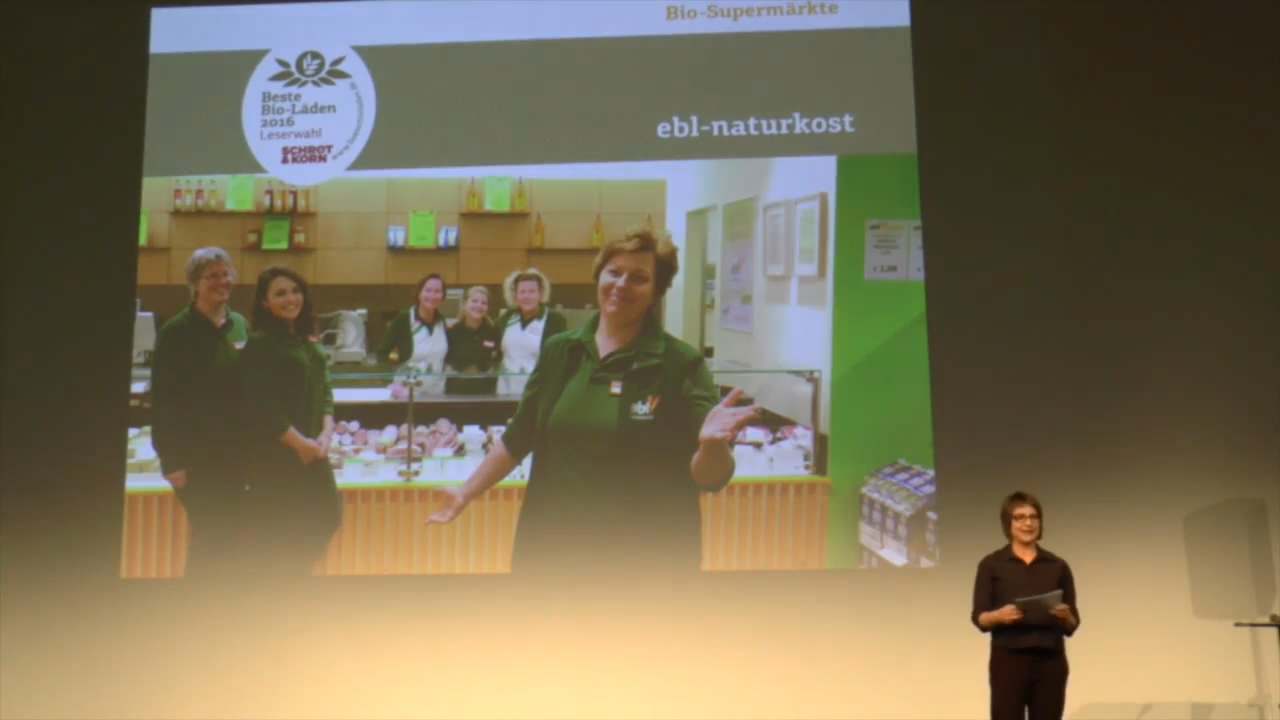 Bio-Supermärkte
Beste
Bio-Läden
2016
Leserwahl
SCHROT
& KORN
ebl-naturkost
ebl